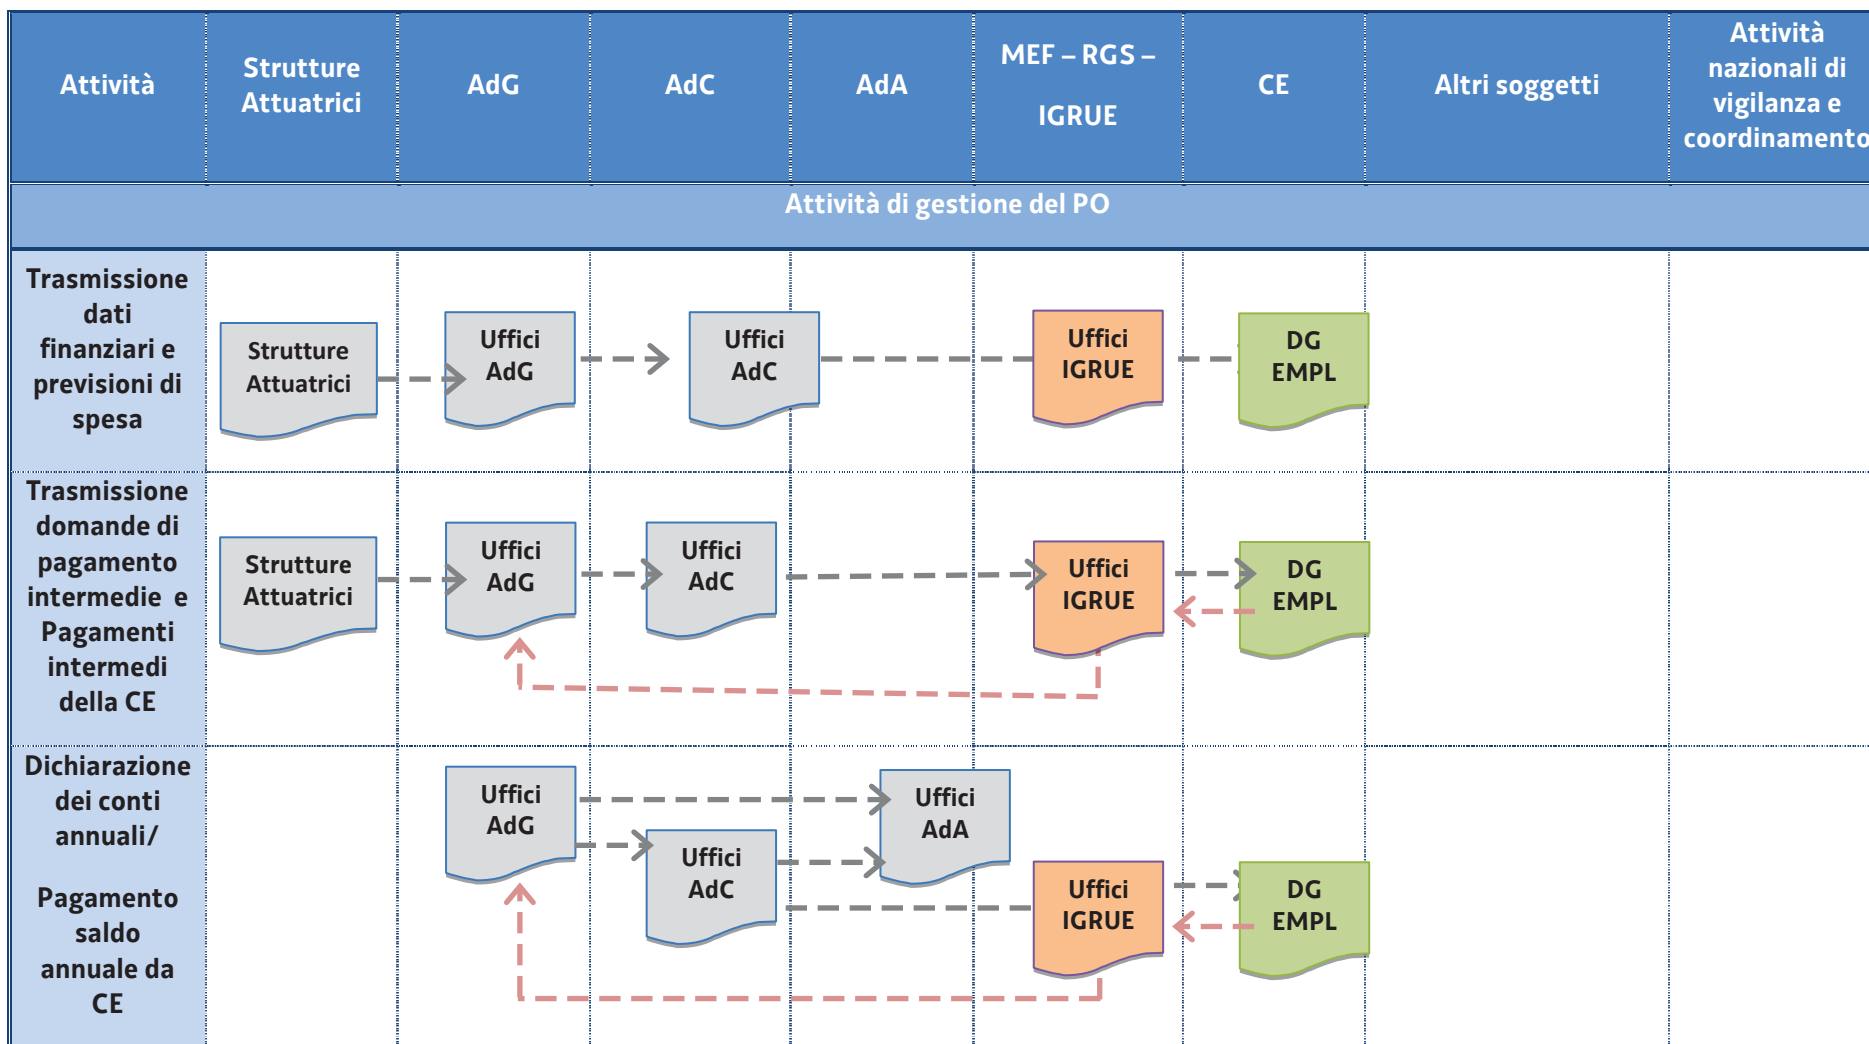 Attività
Strutture
Attuatrici
AdG
AdC
AdA
MEF – RGS –
IGRUE
CE
Altri soggetti
Attività
nazionali di
vigilanza e
coordinamento
Attività di gestione del PO
Trasmissione
dati
finanziari e
previsioni di
spesa
Strutture
Attuatrici
Uffici
AdG
Uffici
AdC
Uffici
IGRUE
DG
EMPL
Trasmissione
domande di
pagamento
intermedie e
Pagamenti
intermedi
della CE
Strutture
Attuatrici
Uffici
AdG
Uffici
AdC
Uffici
IGRUE
DG
EMPL
Dichiarazione
dei conti
annuali/
Pagamento
saldo
annuale da
CE
Uffici
AdG
Uffici
AdC
Uffici
AdA
Uffici
IGRUE
DG
EMPL